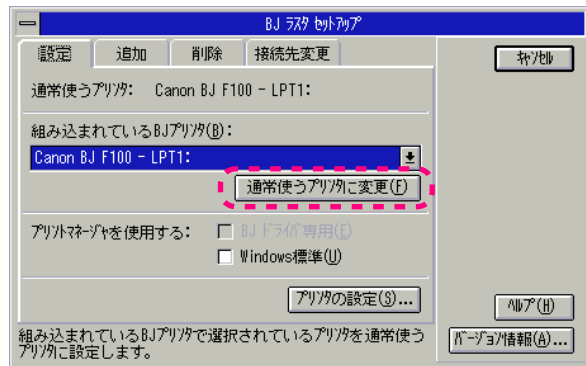 BJ ﾗｽﾀ ｾｯﾄｱｯﾌﾟ
設定 追加 削除 接続先変更
ｷｬﾝｾﾙ
通常使うﾌﾟﾘﾝﾀ: Canon BJ F100 - LPT1:
組み込まれているBJﾌﾟﾘﾝﾀ(B):
Canon BJ F100 - LPT1:
通常使うﾌﾟﾘﾝﾀに変更(F)
ﾌﾟﾘﾝﾄﾏﾈｰｼﾞｬを使用する: BJ ﾄﾞﾗｲﾊﾞ専用(E)
Windows標準(U)
ﾌﾟﾘﾝﾀの設定(S)...
ﾍﾙﾌﾟ(H)
組み込まれているBJﾌﾟﾘﾝﾀで選択されているﾌﾟﾘﾝﾀを通常使う
ﾌﾟﾘﾝﾀに設定します。
ﾊﾞｰｼﾞｮﾝ情報(A)...